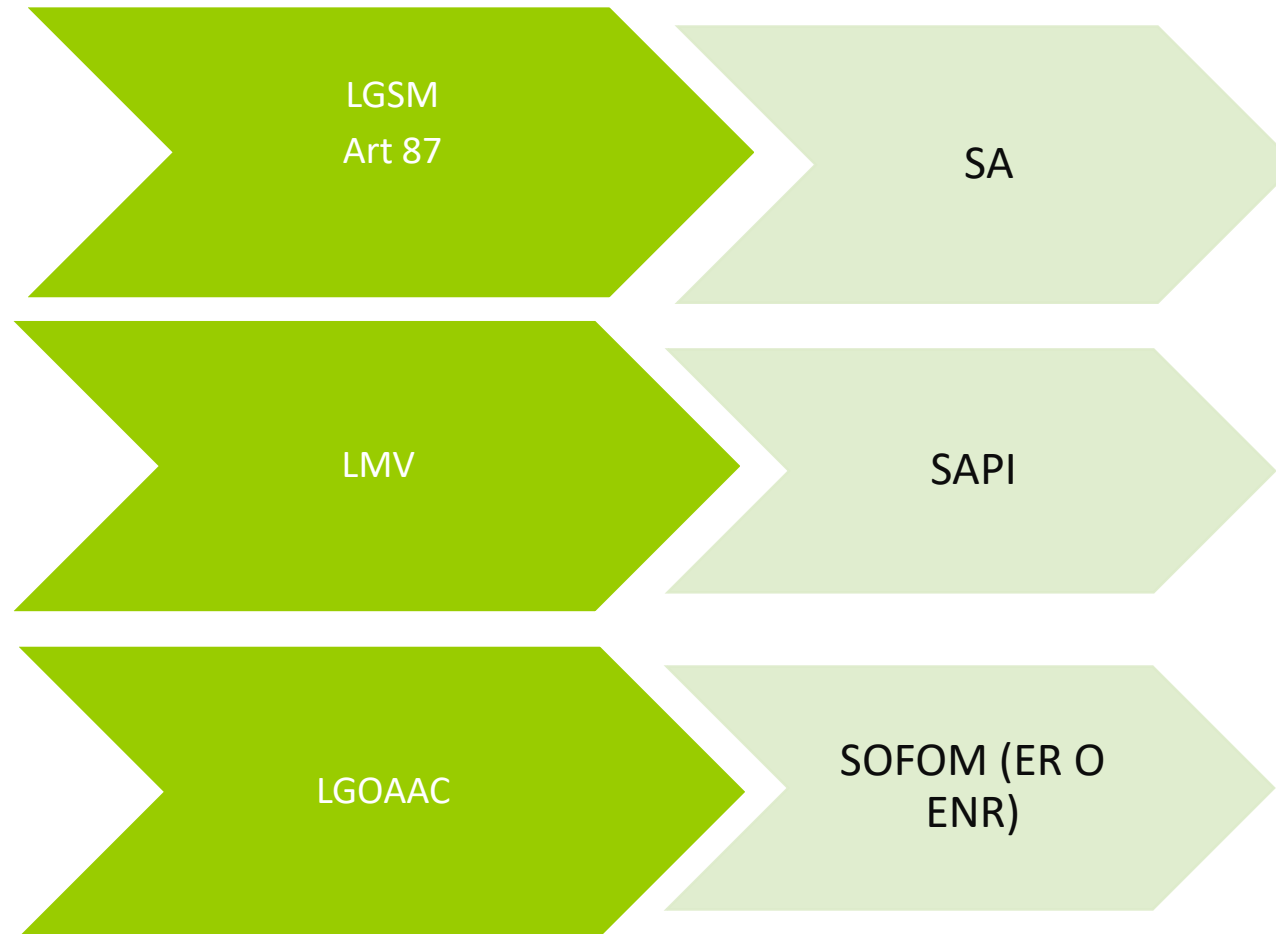 LGSM
Art 87
SA
LMV
SAPI
LGOAAC
SOFOM (ER O
ENR)